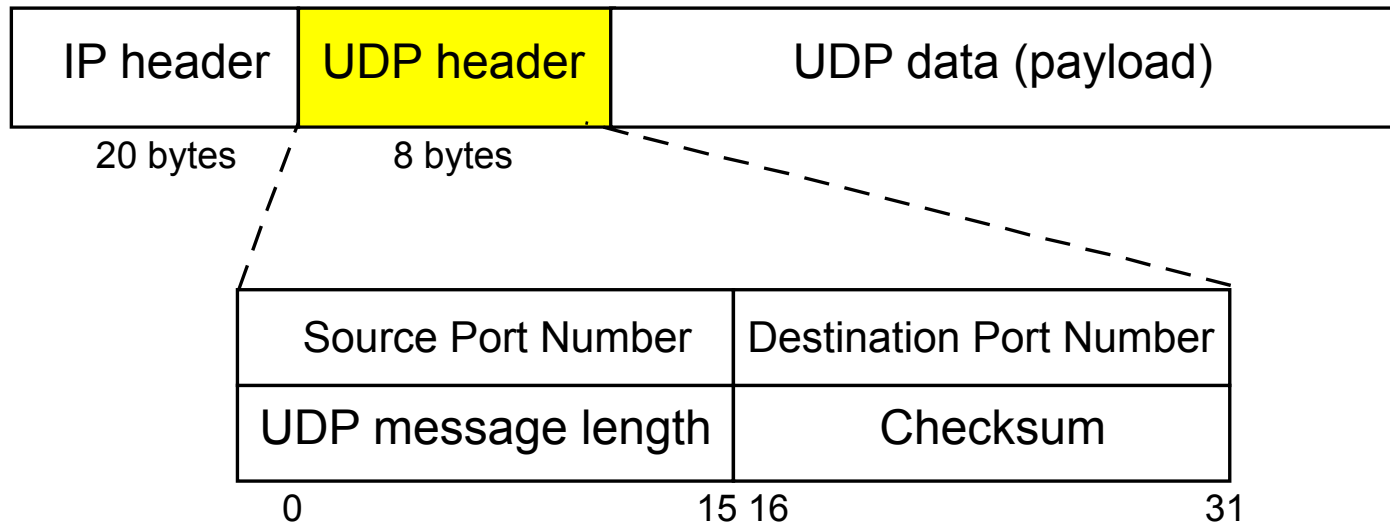 IP header UDP header UDP data (payload)
20 bytes 8 bytes
Source Port Number Destination Port Number
UDP message length Checksum
0 15 16 31